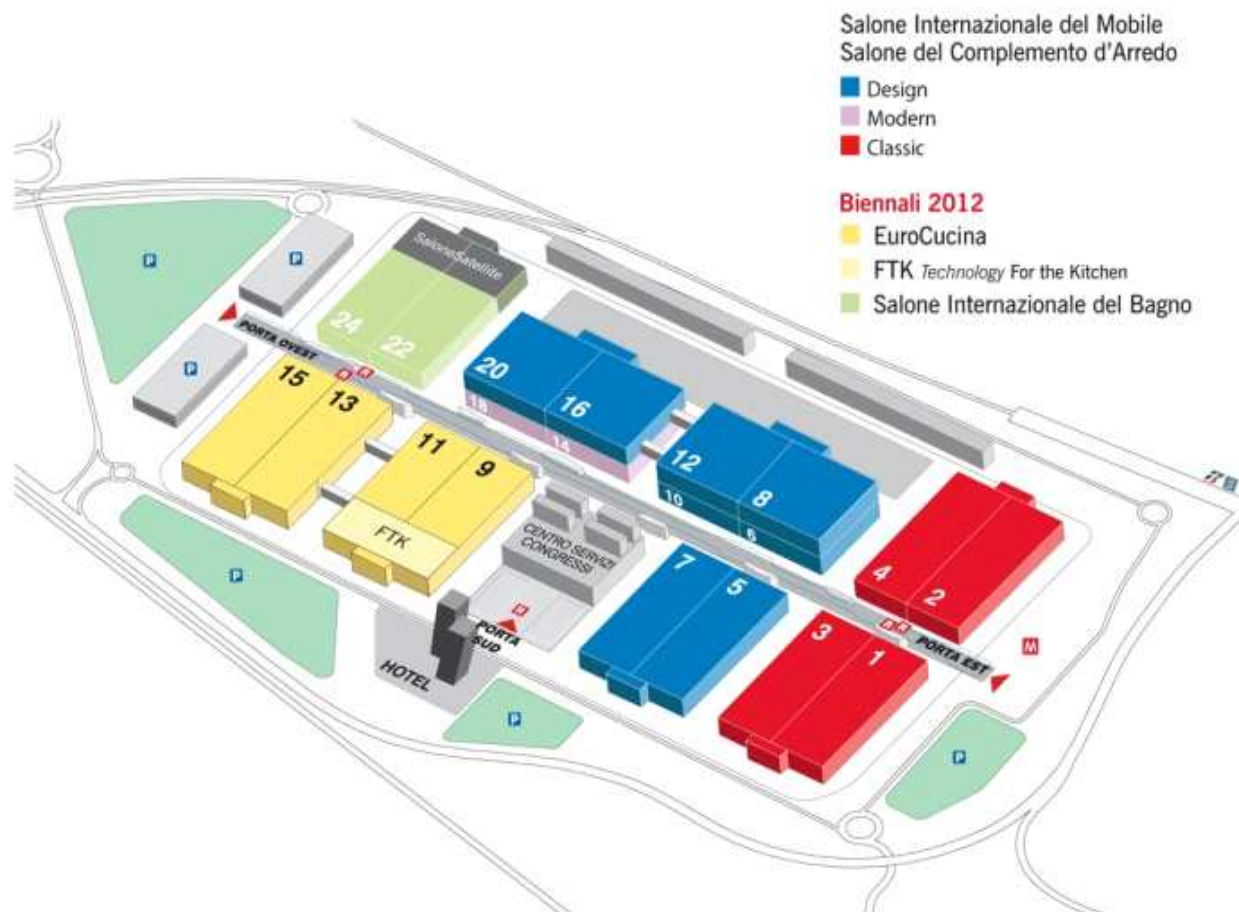 Salone Internazionale del Mobile
Salone del Complemento d'Arredo
Design
Modern
Classic
Biennali 2012
EuroCucina
FTK Technology For the Kitchen
Salone Internazionale del Bagno
SaloneSatellite
P
P
P
24
22
PORTA OVEST
15
13
11
9
FTK
20
16
18
14
12
8
10
6
CENTRO SERVIZI
CONGRESSI
7
5
4
2
3
1
PORTA EST
M
PORTA
SUD
HOTEL
P
P
P